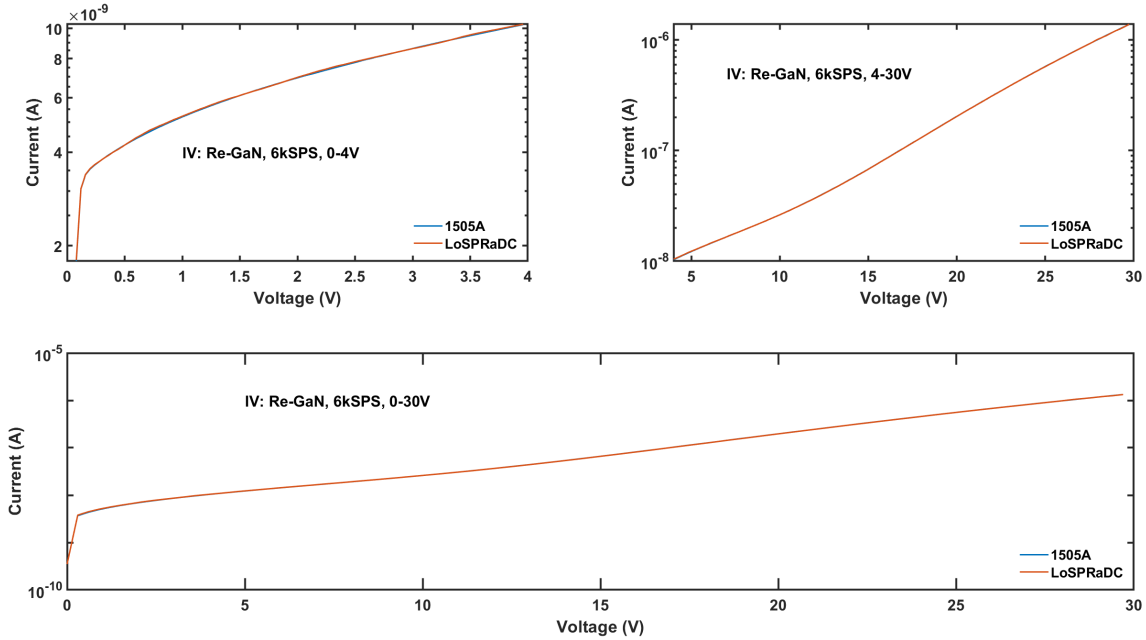 ×10⁻⁹
10
8
6
4
2
Current (A)
IV: Re-GaN, 6kSPS, 0-4V
1505A
LoSPRaDC
0 0.5 1 1.5 2 2.5 3 3.5 4
Voltage (V)
10⁻⁶
10⁻⁷
10⁻⁸
Current (A)
IV: Re-GaN, 6kSPS, 4-30V
1505A
LoSPRaDC
5 10 15 20 25 30
Voltage (V)
10⁻⁵
10⁻¹⁰
Current (A)
IV: Re-GaN, 6kSPS, 0-30V
1505A
LoSPRaDC
0 5 10 15 20 25 30
Voltage (V)